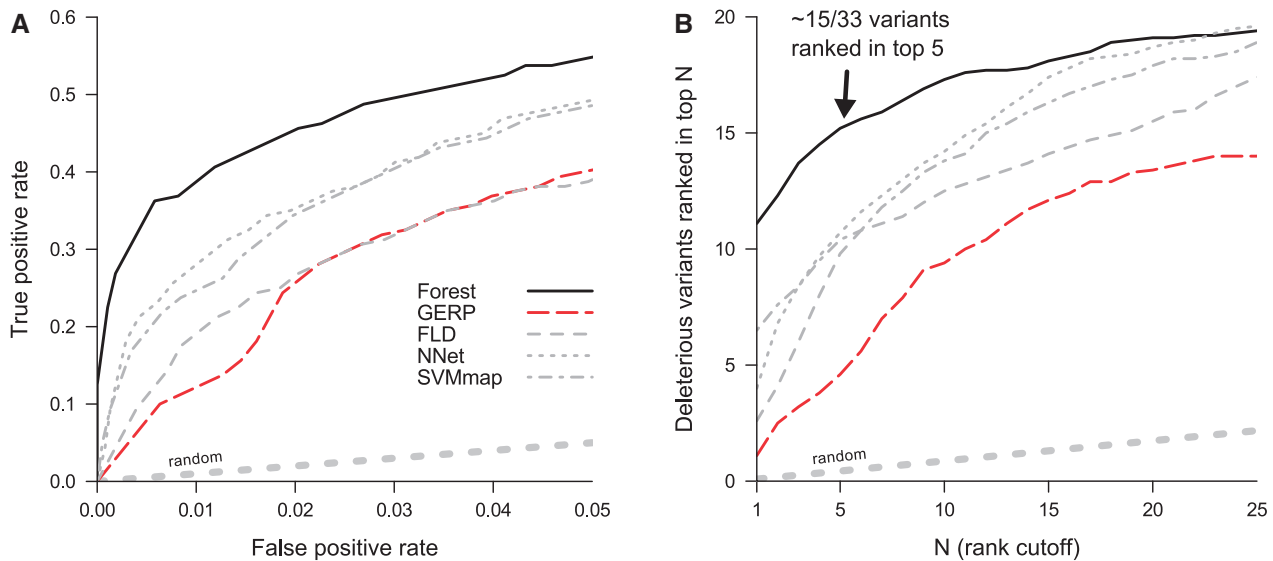 A
0.6
0.5
0.4
0.3
0.2
0.1
0.0
True positive rate
0.00
0.01
0.02
0.03
0.04
0.05
False positive rate
Forest
GERP
FLD
NNet
SVMmap
random
B
~15/33 variants
ranked in top 5
20
15
10
5
0
Deleterious variants ranked in top N
random
1
5
10
15
20
25
N (rank cutoff)